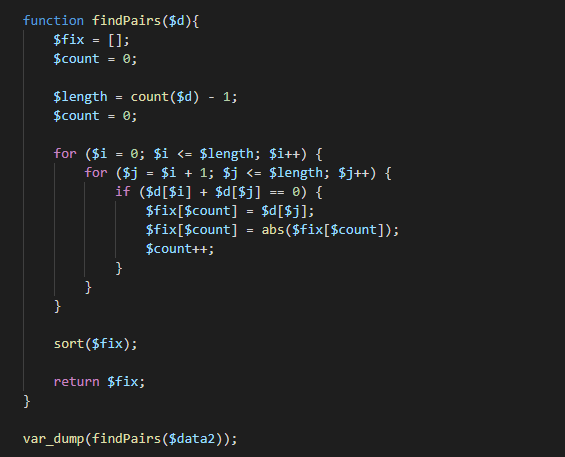 function findPairs($d){
    $fix = [];
    $count = 0;

    $length = count($d) - 1;
    $count = 0;

    for ($i = 0; $i <= $length; $i++) {
        for ($j = $i + 1; $j <= $length; $j++) {
            if ($d[$i] + $d[$j] == 0) {
                $fix[$count] = $d[$j];
                $fix[$count] = abs($fix[$count]);
                $count++;
            }
        }
    }

    sort($fix);

    return $fix;
}

var_dump(findPairs($data2));